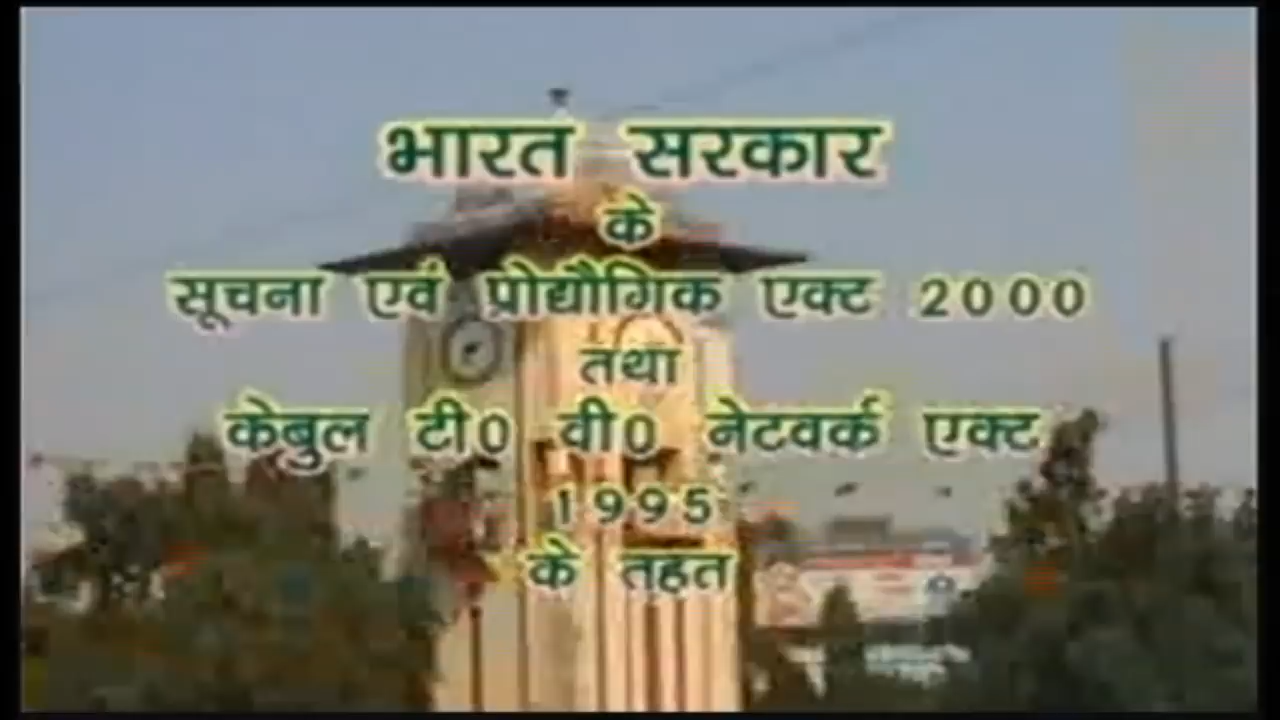 भारत सरकार
के
सूचना एवं प्रोद्यौगिक एक्ट 2000
तथा
केबुल टी0 वी0 नेटवर्क एक्ट
1995
के तहत